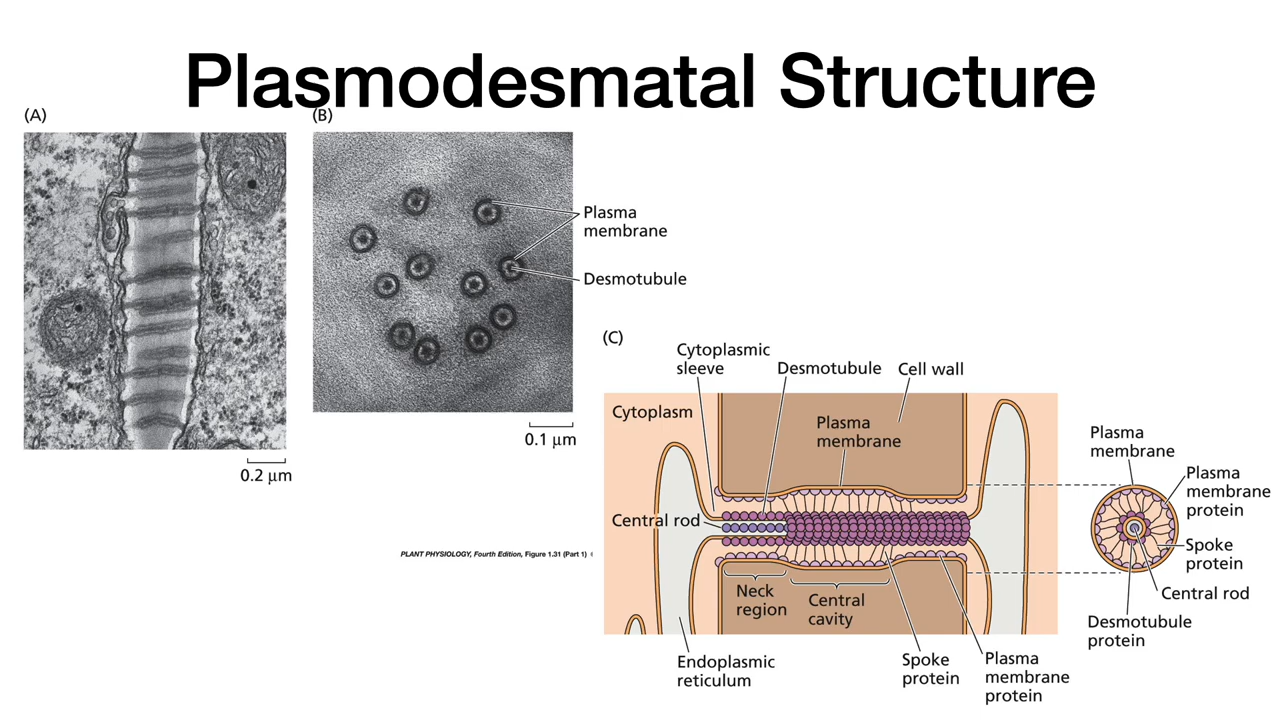 Plasmodesmatal Structure
(A)
(B)
Plasma
membrane
Desmotubule
0.2 μm
0.1 μm
PLANT PHYSIOLOGY, Fourth Edition, Figure 1.31 (Part 1)
(C)
Cytoplasmic
sleeve
Desmotubule
Cell wall
Cytoplasm
Plasma
membrane
Central rod
Neck
region
Central
cavity
Endoplasmic
reticulum
Spoke
protein
Plasma
membrane
protein
Plasma
membrane
Plasma
membrane
protein
Spoke
protein
Central rod
Desmotubule
protein